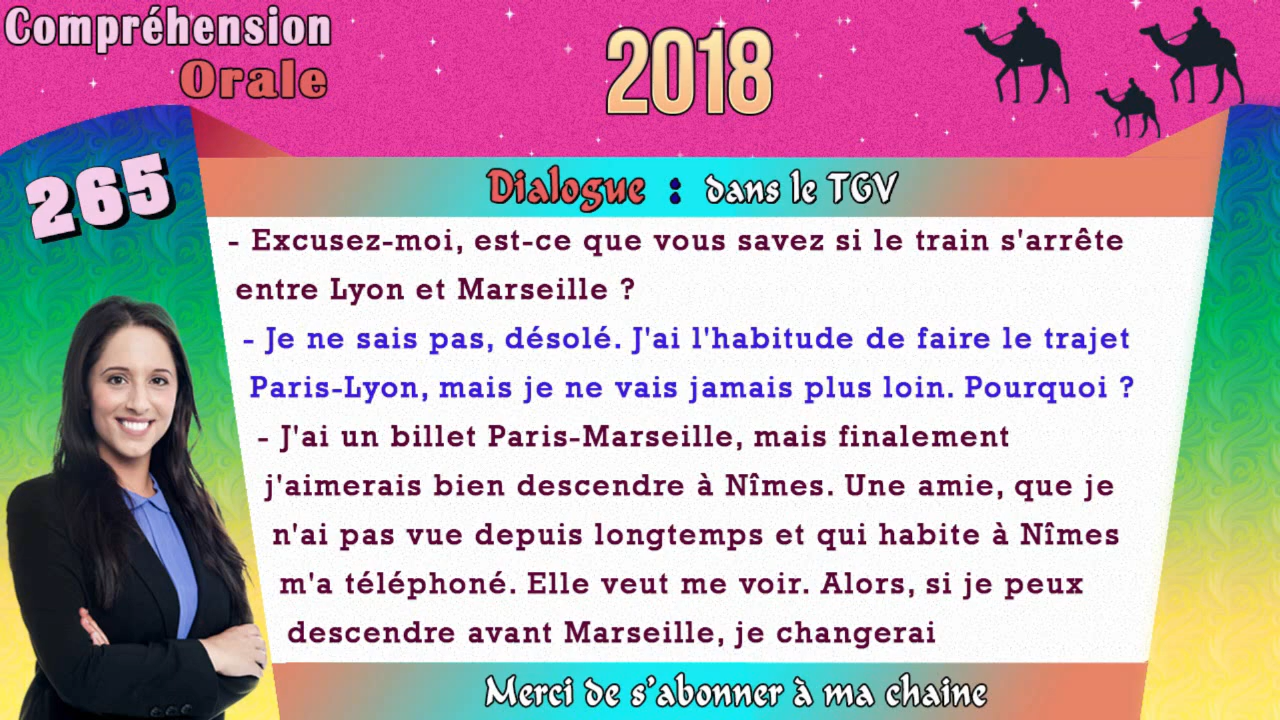 Compréhension
Orale
2018
265
Dialogue : dans le TGV
- Excusez-moi, est-ce que vous savez si le train s'arrête
entre Lyon et Marseille ?
- Je ne sais pas, désolé. J'ai l'habitude de faire le trajet
Paris-Lyon, mais je ne vais jamais plus loin. Pourquoi ?
- J'ai un billet Paris-Marseille, mais finalement
j'aimerais bien descendre à Nîmes. Une amie, que je
n'ai pas vue depuis longtemps et qui habite à Nîmes
m'a téléphoné. Elle veut me voir. Alors, si je peux
descendre avant Marseille, je changerai
Merci de s'abonner à ma chaine